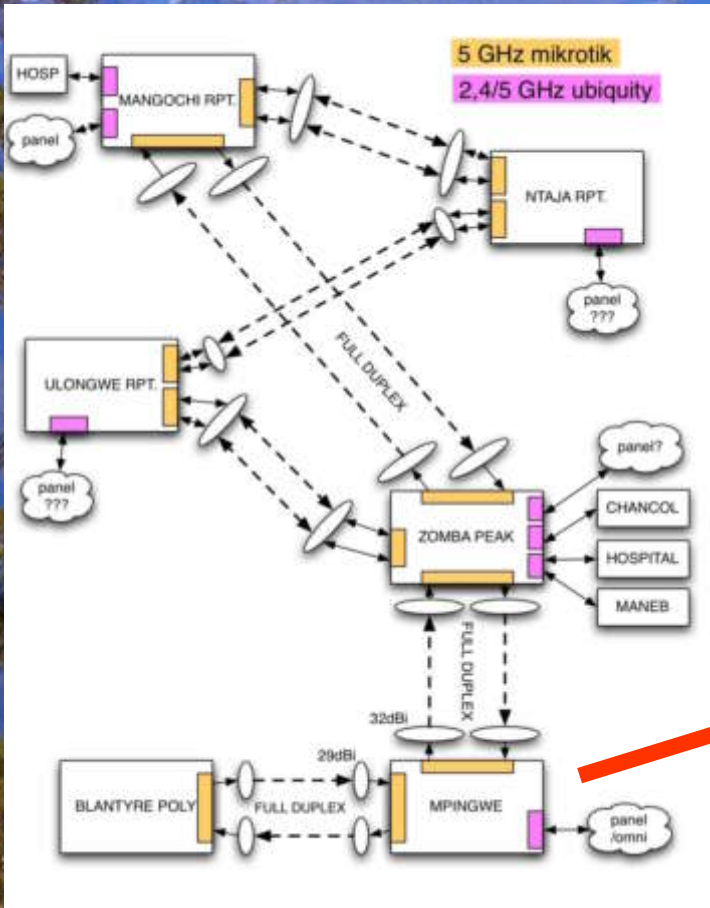 5 GHz mikrotik
2,4/5 GHz ubiquity
HOSP
MANGOCHI RPT.
panel
NTAJA RPT.
panel
???
FULL DUPLEX
ULONGWE RPT.
panel
???
panel?
ZOMBA PEAK
CHANCOL
HOSPITAL
MANEB
FULL DUPLEX
32dBi
29dBi
BLANTYRE POLY
FULL DUPLEX
MPINGWE
panel
/omni